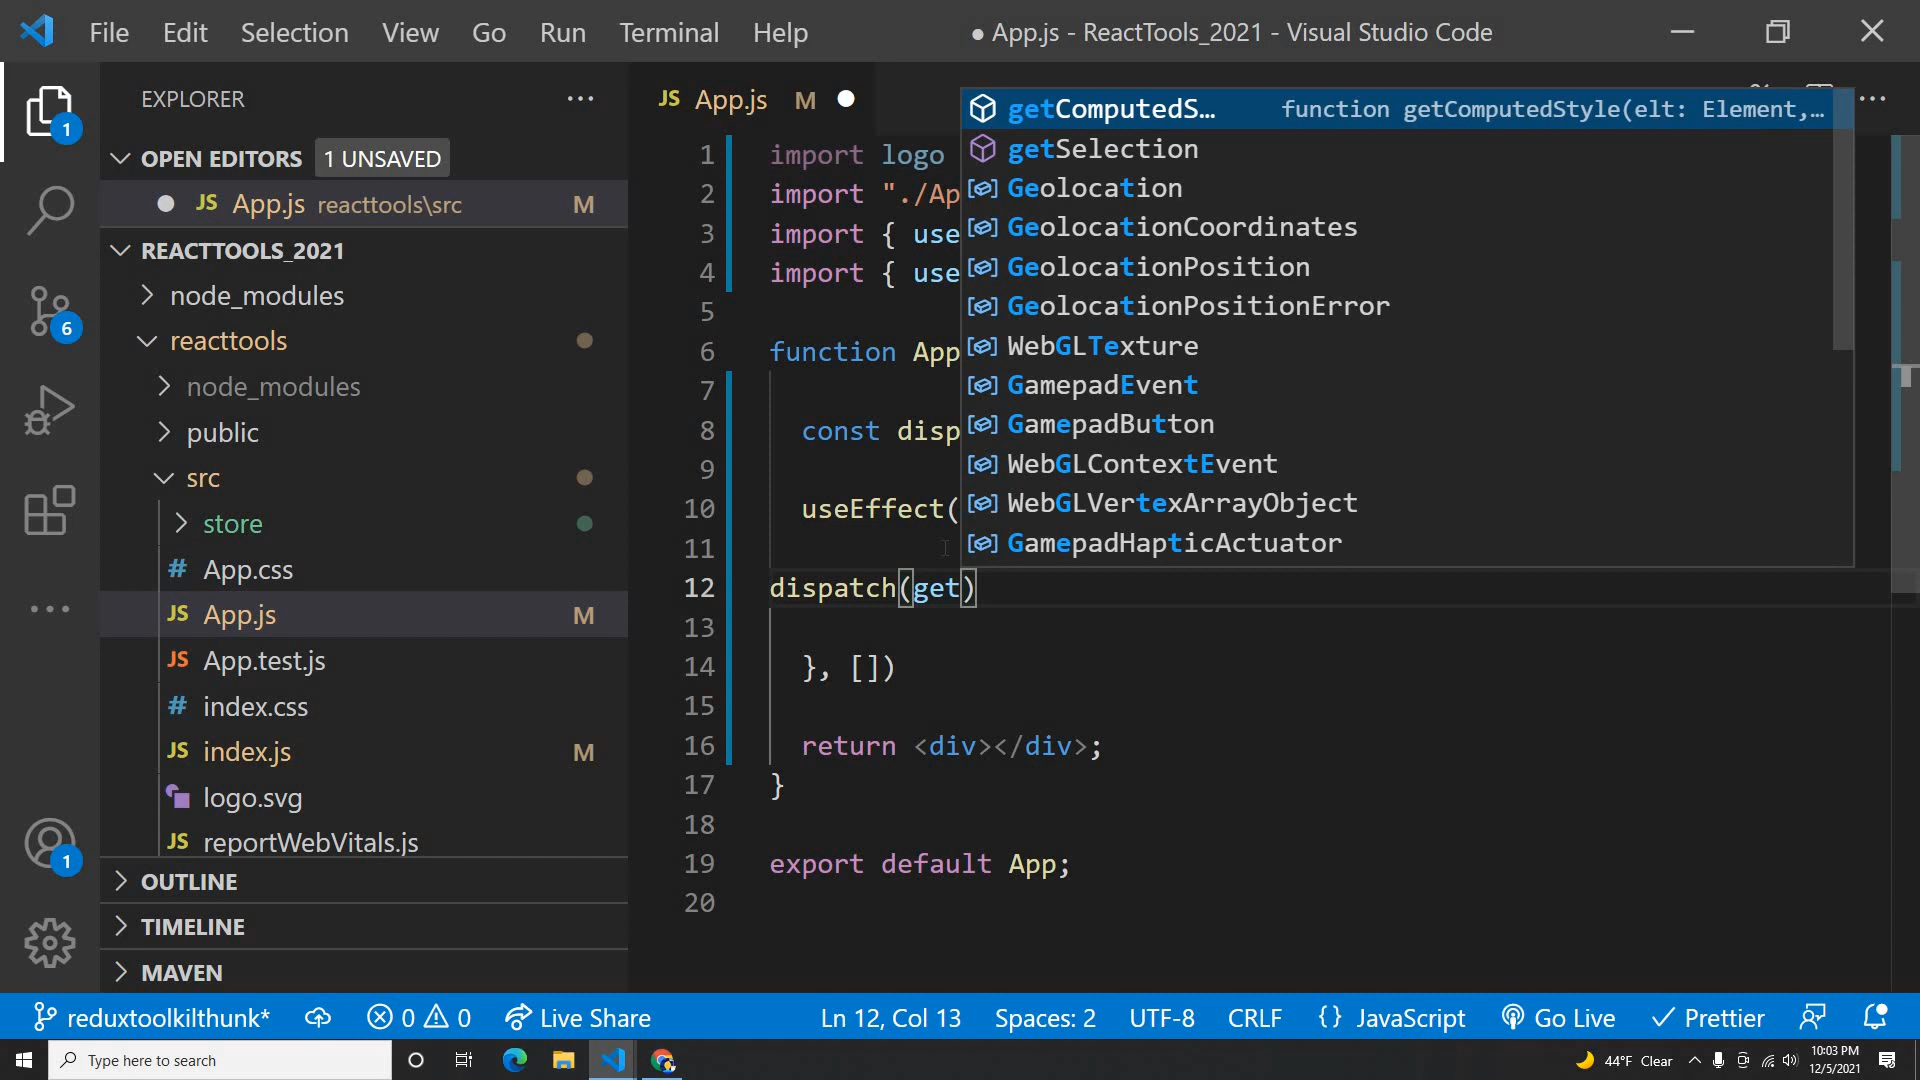 File Edit Selection View Go Run Terminal Help
● App.js - ReactTools_2021 - Visual Studio Code
EXPLORER
OPEN EDITORS 1 UNSAVED
JS App.js reacttools\src M
REACTTOOLS_2021
node_modules
reacttools
node_modules
public
src
store
# App.css
JS App.js M
JS App.test.js
# index.css
JS index.js M
logo.svg
JS reportWebVitals.js
OUTLINE
TIMELINE
MAVEN
1
6
1
JS App.js M
1 import logo
2 import "./Ap
3 import { use
4 import { use
5
6 function App
7
8 const disp
9
10 useEffect(
11
12 dispatch(get)
13
14 }, [])
15
16 return <div></div>;
17 }
18
19 export default App;
20
getComputedS… function getComputedStyle(elt: Element,…
getSelection
Geolocation
GeolocationCoordinates
GeolocationPosition
GeolocationPositionError
WebGLTexture
GamepadEvent
GamepadButton
WebGLContextEvent
WebGLVertexArrayObject
GamepadHapticActuator
reduxtoolkilthunk* 0 0 Live Share Ln 12, Col 13 Spaces: 2 UTF-8 CRLF {} JavaScript Go Live Prettier
Type here to search
44°F Clear
10:03 PM
12/5/2021